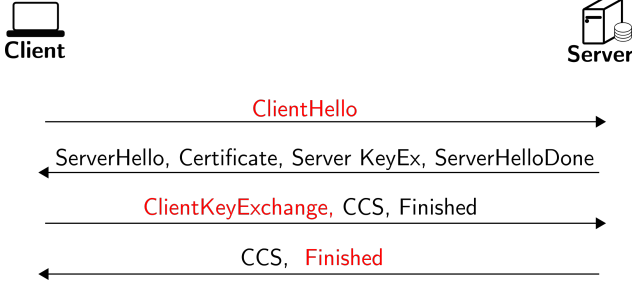 Client
Server
ClientHello
ServerHello, Certificate, Server KeyEx, ServerHelloDone
ClientKeyExchange, CCS, Finished
CCS, Finished